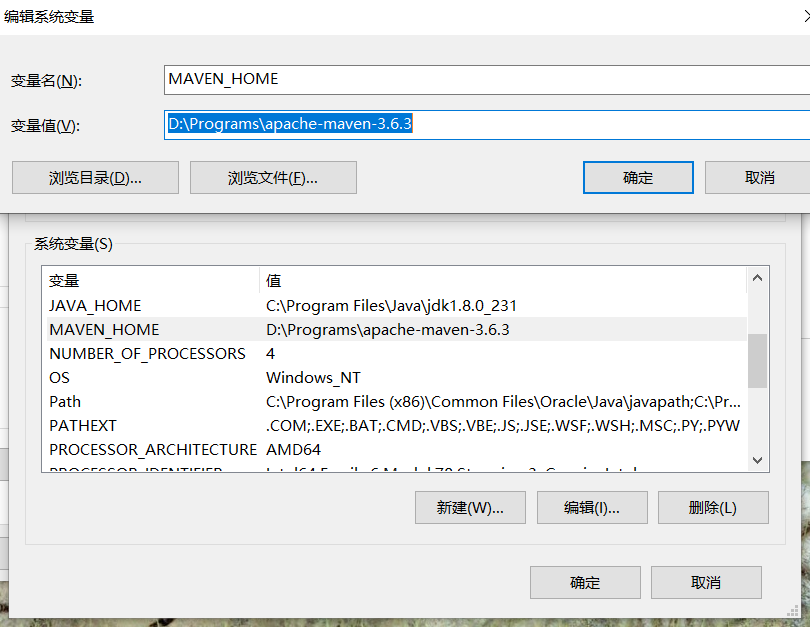 编辑系统变量
变量名(N):
MAVEN_HOME
变量值(V):
D:\Programs\apache-maven-3.6.3
浏览目录(D)... 浏览文件(F)... 确定 取消
系统变量(S)
变量 值
JAVA_HOME C:\Program Files\Java\jdk1.8.0_231
MAVEN_HOME D:\Programs\apache-maven-3.6.3
NUMBER_OF_PROCESSORS 4
OS Windows_NT
Path C:\Program Files (x86)\Common Files\Oracle\Java\javapath;C:\Pr...
PATHEXT .COM;.EXE;.BAT;.CMD;.VBS;.VBE;.JS;.JSE;.WSF;.WSH;.MSC;.PY;.PYW
PROCESSOR_ARCHITECTURE AMD64
新建(W)... 编辑(I)... 删除(L)
确定 取消